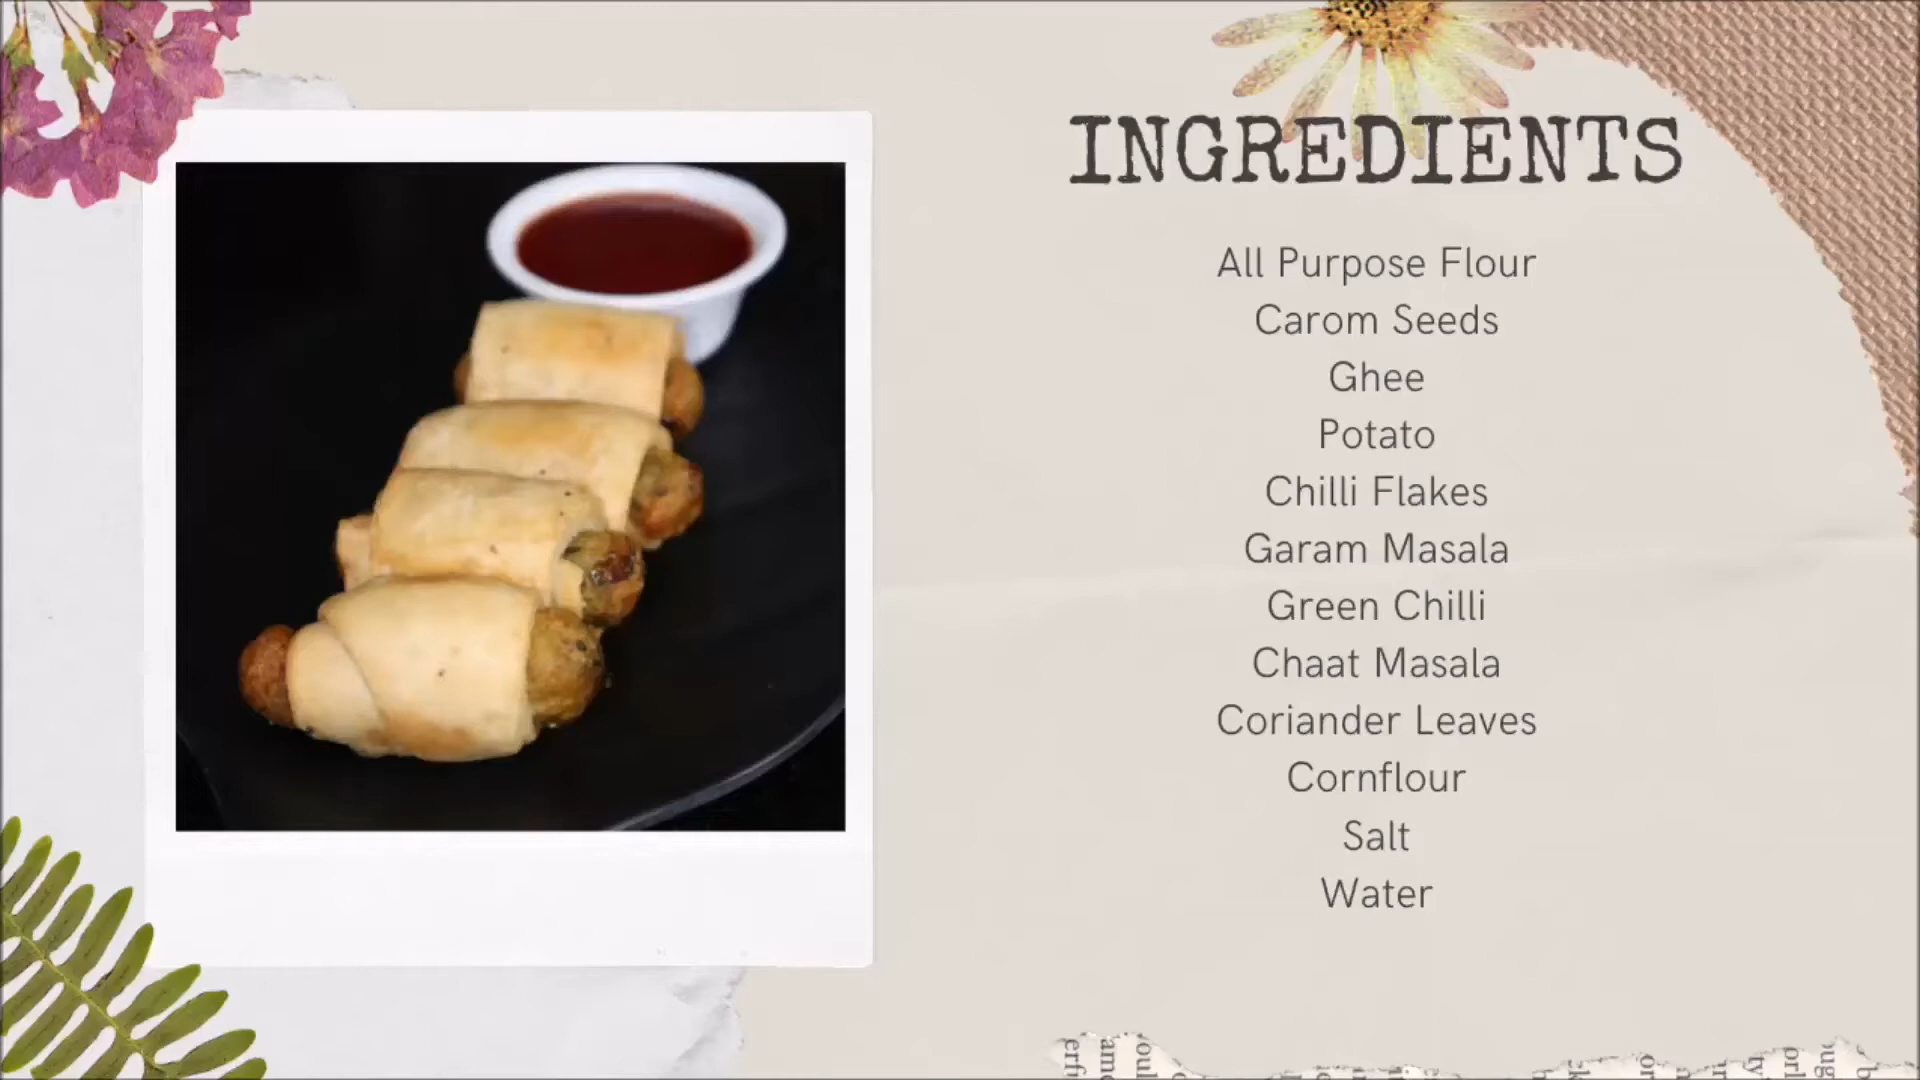 INGREDIENTS
All Purpose Flour
Carom Seeds
Ghee
Potato
Chilli Flakes
Garam Masala
Green Chilli
Chaat Masala
Coriander Leaves
Cornflour
Salt
Water